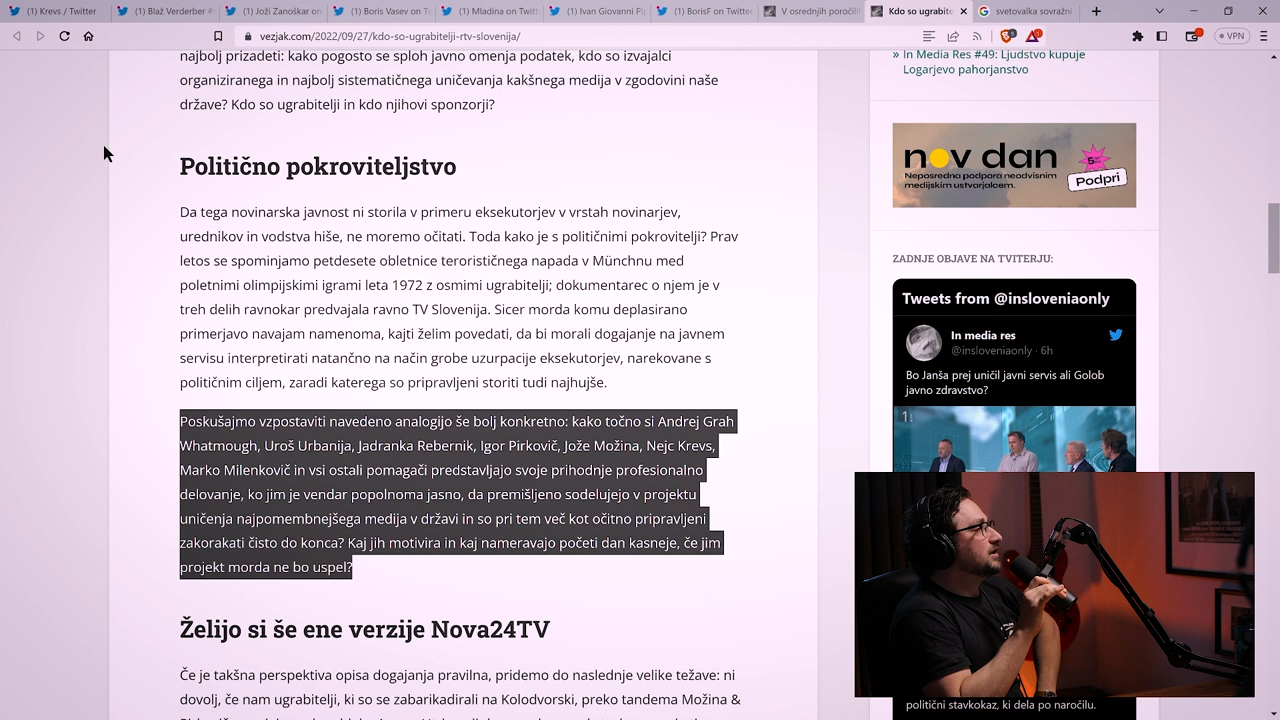 (1) Krevs / Twitter
(1) Blaž Verderber #
(1) Joži Zanoškar on
(1) Boris Vasev on Tw
(1) Mladina on Twitt
(1) Ivan Giovanni Pig
(1) BorisF on Twitter
V osrednjih poročili
Kdo so ugrabite
svetovalka sovražni
vezjak.com/2022/09/27/kdo-so-ugrabitelji-rtv-slovenija/
VPN
najbolj prizadeti: kako pogosto se sploh javno omenja podatek, kdo so izvajalci
organiziranega in najbolj sistematičnega uničevanja kakšnega medija v zgodovini naše
države? Kdo so ugrabitelji in kdo njihovi sponzorji?
Politično pokroviteljstvo
Da tega novinarska javnost ni storila v primeru eksekutorjev v vrstah novinarjev,
urednikov in vodstva hiše, ne moremo očitati. Toda kako je s političnimi pokrovitelji? Prav
letos se spominjamo petdesete obletnice terorističnega napada v Münchnu med
poletnimi olimpijskimi igrami leta 1972 z osmimi ugrabitelji; dokumentarec o njem je v
treh delih ravnokar predvajala ravno TV Slovenija. Sicer morda komu deplasirano
primerjavo navajam namenoma, kajti želim povedati, da bi morali dogajanje na javnem
servisu interpretirati nanančno na način grobe uzurpacije eksekutorjev, narekovane s
političnim ciljem, zaradi katerega so pripravljeni storiti tudi najhujše.
Poskušajmo vzpostaviti navedeno analogijo še bolj konkretno: kako točno si Andrej Grah
Whatmough, Uroš Urbanija, Jadranka Rebernik, Igor Pirkovič, Jože Možina, Nejc Krevs,
Marko Milenkovič in vsi ostali pomagači predstavljajo svoje prihodnje profesionalno
delovanje, ko jim je vendar popolnoma jasno, da premišljeno sodelujejo v projektu
uničenja najpomembnejšega medija v državi in so pri tem več kot očitno pripravljeni
zakorakati čisto do konca? Kaj jih motivira in kaj nameravajo početi dan kasneje, če jim
projekt morda ne bo uspel?
Želijo si še ene verzije Nova24TV
Če je takšna perspektiva opisa dogajanja pravilna, pridemo do naslednje velike težave: ni
dovolj, če nam ugrabitelji, ki so se zabarikadirali na Kolodvorski, preko tandema Možina &
» In Media Res #49: Ljudstvo kupuje
Logarjevo pahorjanstvo
nov dan
Neposredna podpora neodvisnim
medijskim ustvarjalcem.
Podpri
ZADNJE OBJAVE NA TVITERJU:
Tweets from @insloveniaonly
In media res
@insloveniaonly · 6h
Bo Janša prej uničil javni servis ali Golob
javno zdravstvo?
politični stavkokaz, ki dela po naročilu.